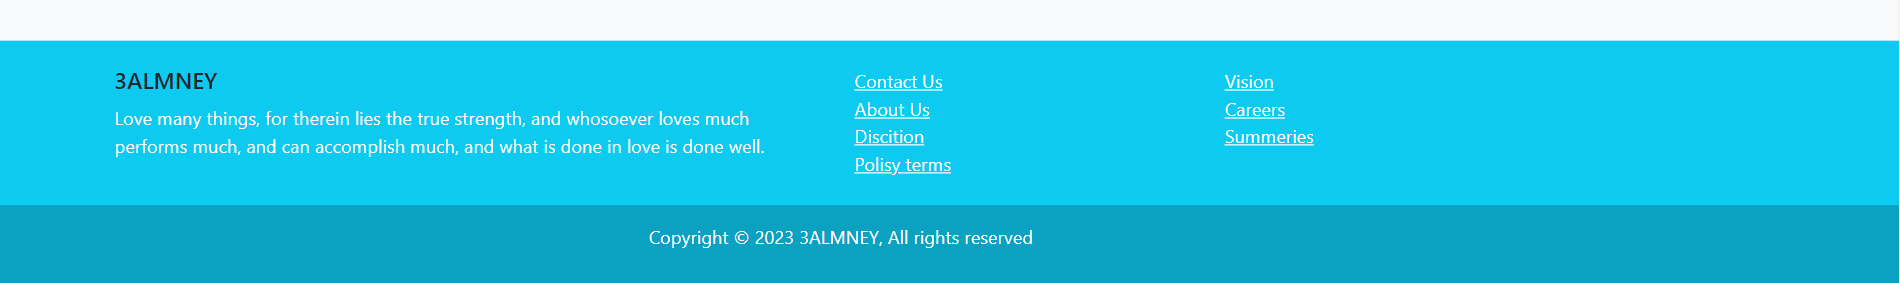 3ALMNEY
Love many things, for therein lies the true strength, and whosoever loves much
performs much, and can accomplish much, and what is done in love is done well.
Contact Us
About Us
Discition
Polisy terms
Vision
Careers
Summeries
Copyright © 2023 3ALMNEY, All rights reserved